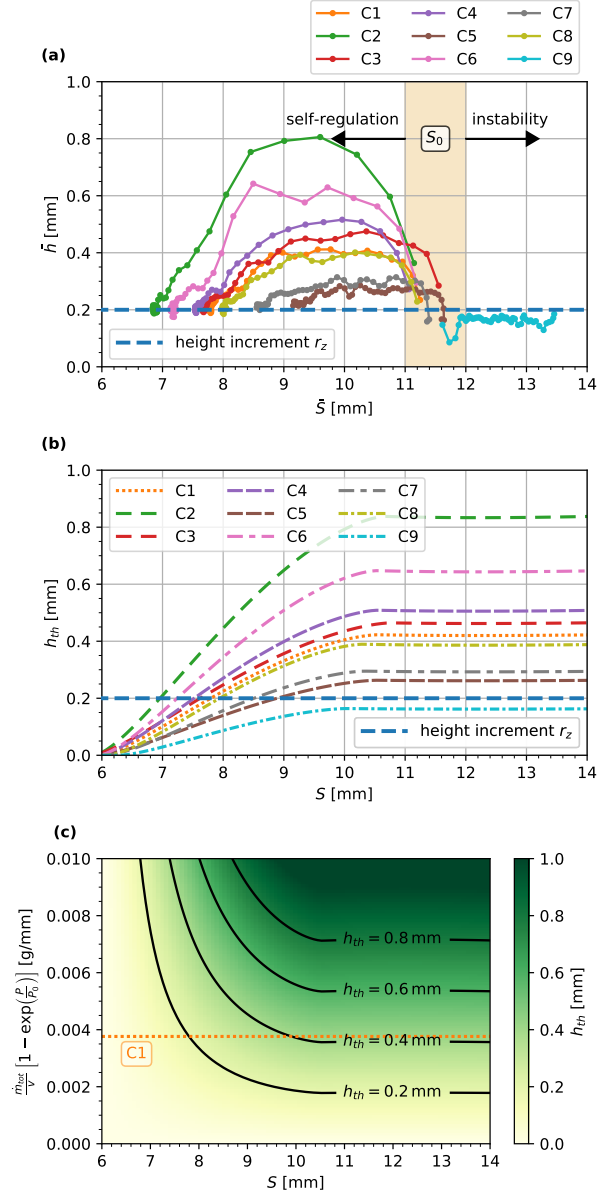 C1 C4 C7
C2 C5 C8
C3 C6 C9
(a)
1.0
0.8
0.6
0.4
0.2
0.0
h̄ [mm]
self-regulation S₀ instability
height increment r_z
6 7 8 9 10 11 12 13 14
S̄ [mm]
(b)
1.0
0.8
0.6
0.4
0.2
0.0
h_th [mm]
C1 C4 C7
C2 C5 C8
C3 C6 C9
height increment r_z
6 7 8 9 10 11 12 13 14
S [mm]
(c)
0.010
0.008
0.006
0.004
0.002
0.000
ṁ_tot/v [1 − exp(P/P₀)] [g/mm]
h_th = 0.8 mm
h_th = 0.6 mm
h_th = 0.4 mm
h_th = 0.2 mm
C1
6 7 8 9 10 11 12 13 14
S [mm]
1.0
0.8
0.6
0.4
0.2
0.0
h_th [mm]